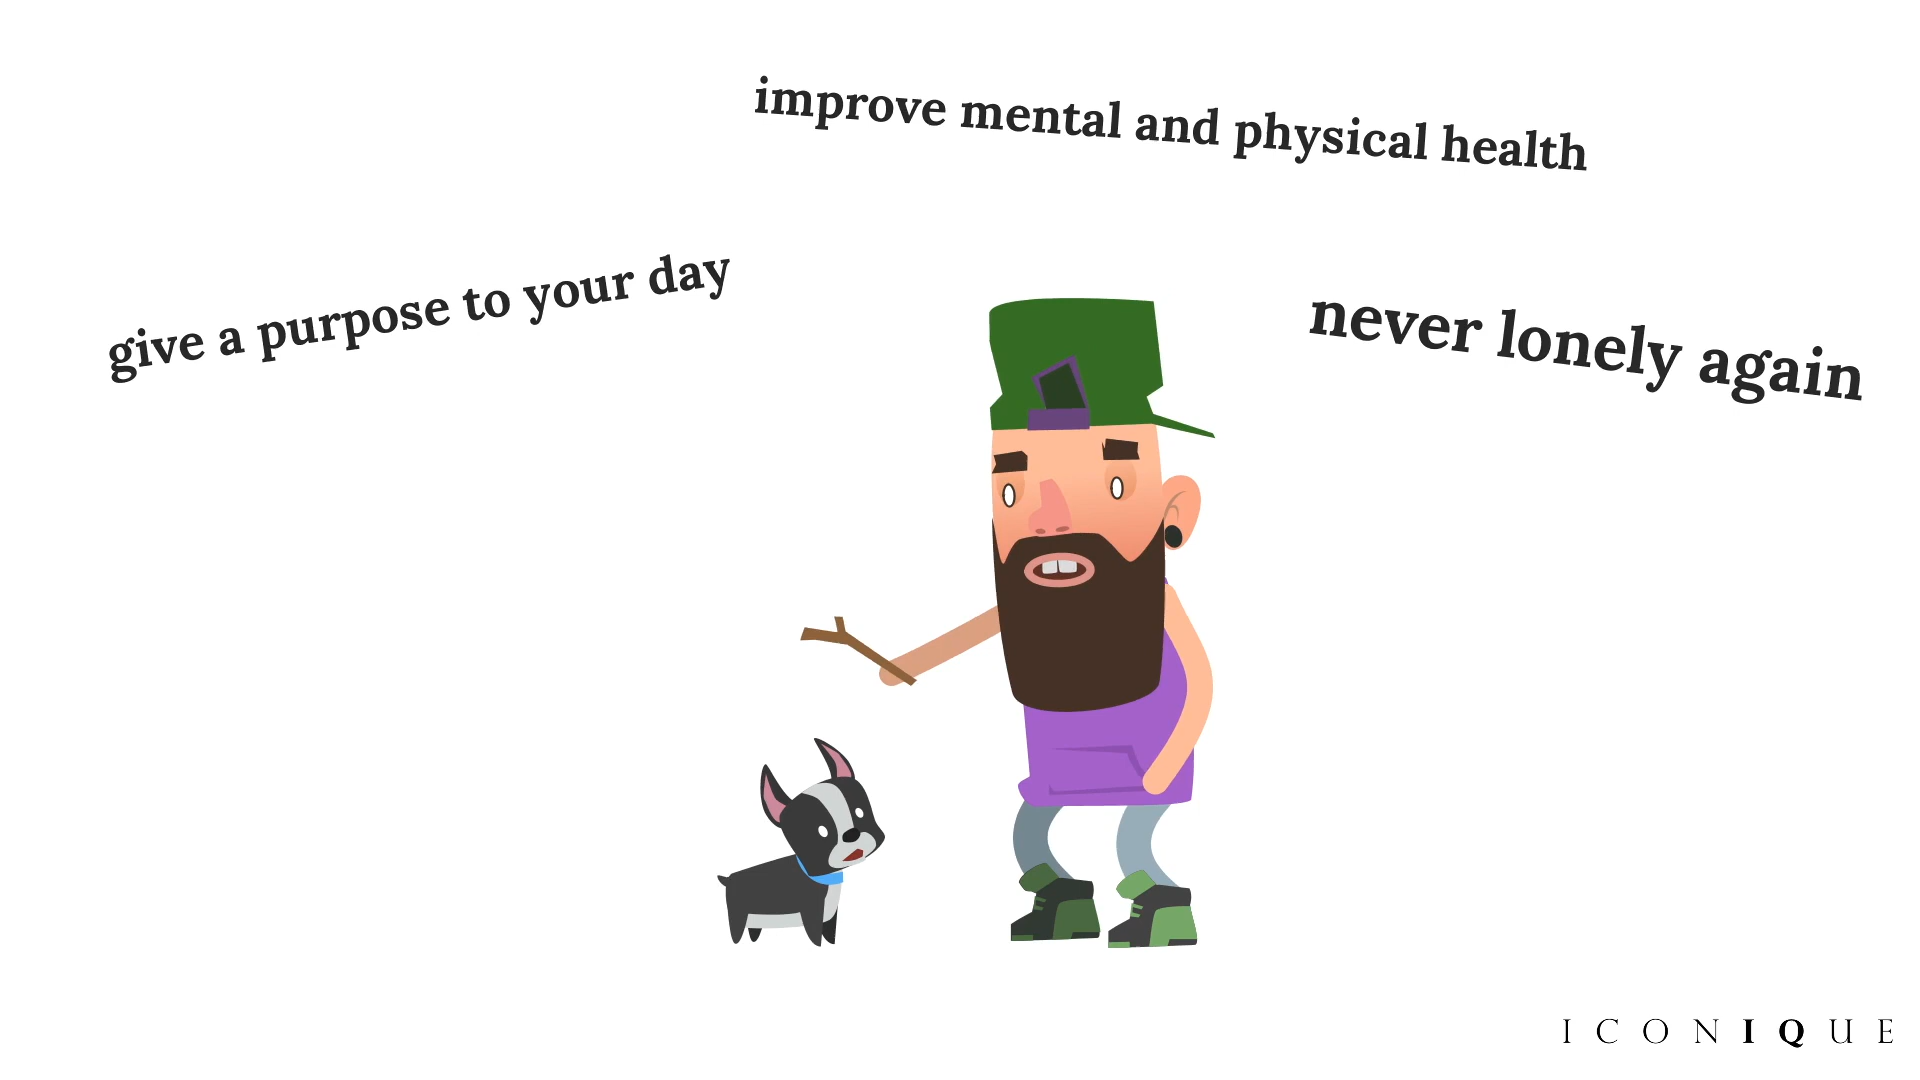 improve mental and physical health
give a purpose to your day
never lonely again
ICONIQUE